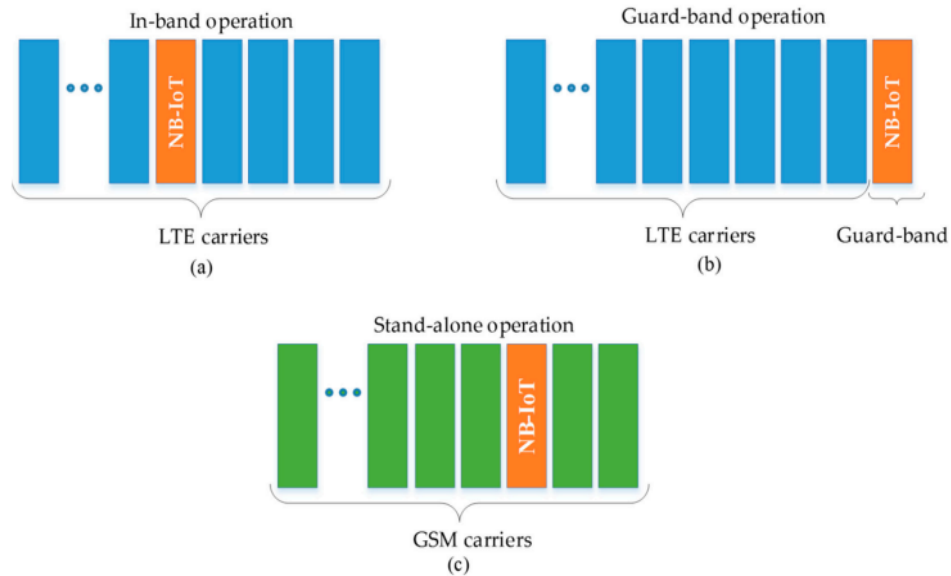 In-band operation
NB-IoT
LTE carriers
(a)
Guard-band operation
NB-IoT
LTE carriers
Guard-band
(b)
Stand-alone operation
NB-IoT
GSM carriers
(c)